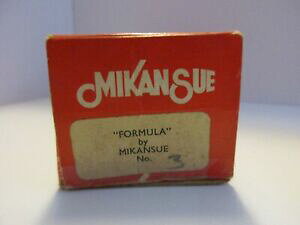 MIKANSUE
"FORMULA"
by
MIKANSUE
No. 3